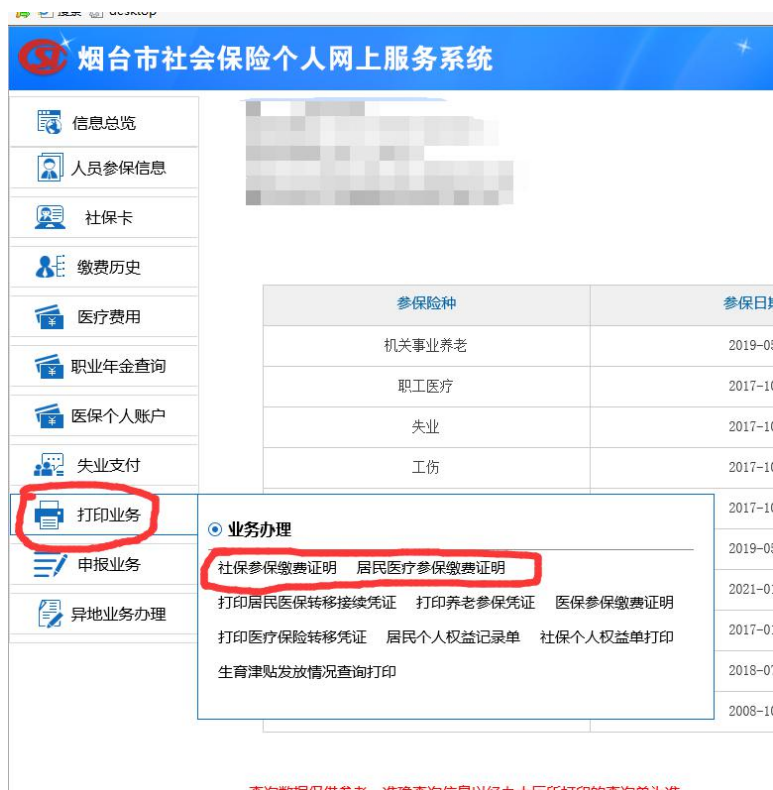 desktop
烟台市社会保险个人网上服务系统
信息总览
人员参保信息
社保卡
缴费历史
医疗费用
职业年金查询
医保个人账户
失业支付
打印业务
申报业务
异地业务办理
参保险种 参保日
机关事业养老 2019-05
职工医疗 2017-10
失业 2017-10
工伤 2017-10
2017-10
2019-05
2021-01
2017-01
2018-07
2008-10
业务办理
社保参保缴费证明 居民医疗参保缴费证明
打印居民医保转移接续凭证 打印养老参保凭证 医保参保缴费证明
打印医疗保险转移凭证 居民个人权益记录单 社保个人权益单打印
生育津贴发放情况查询打印